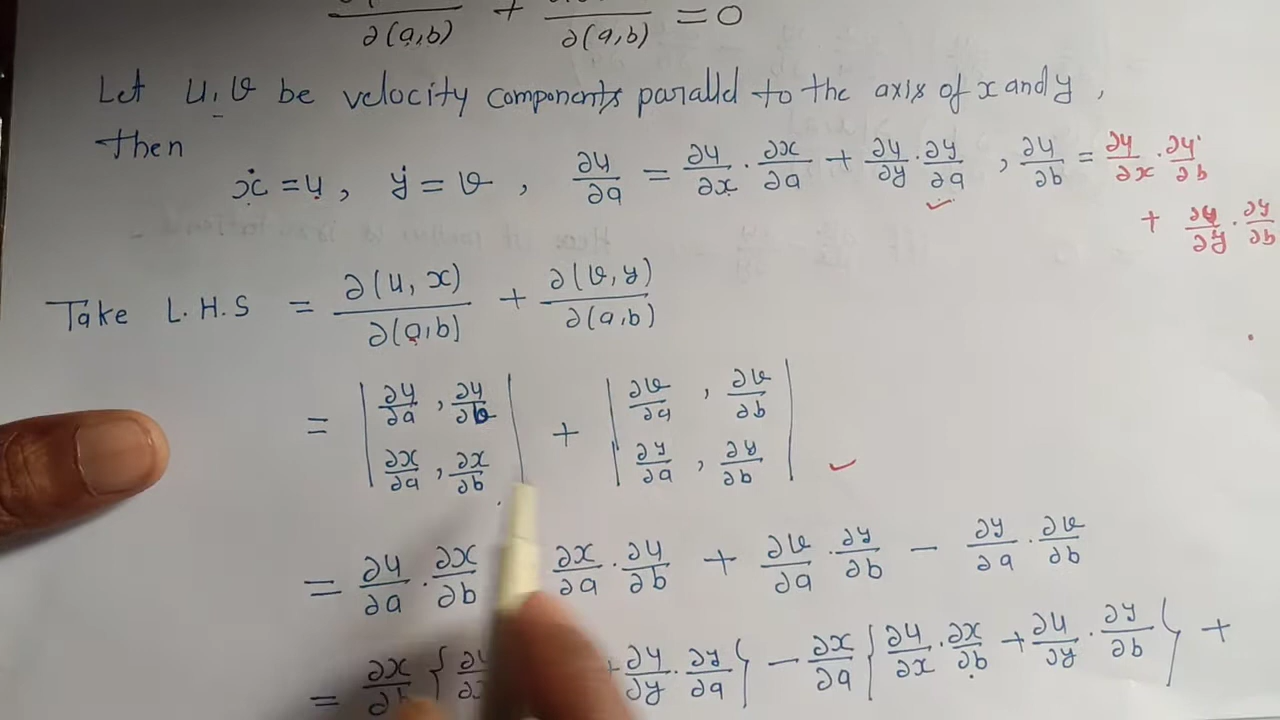 ∂(a,b) + ∂(a,b) = 0
Let u, v be velocity components parallel to the axis of x and y,
then
ẋ = u, ẏ = v, ∂u/∂a = ∂u/∂x · ∂x/∂a + ∂u/∂y · ∂y/∂a, ∂u/∂b = ∂u/∂x · ∂y/∂b
+ ∂u/∂y · ∂y/∂b
Take L.H.S = ∂(u, x)/∂(a,b) + ∂(v, y)/∂(a,b)
= | ∂u/∂a, ∂u/∂b | + | ∂v/∂a, ∂v/∂b |
| ∂x/∂a, ∂x/∂b | | ∂y/∂a, ∂y/∂b |
= ∂u/∂a · ∂x/∂b ∂x/∂a · ∂u/∂b + ∂v/∂a · ∂y/∂b − ∂y/∂a · ∂v/∂b
= ∂x/∂b { + ∂u/∂y · ∂y/∂a } − ∂x/∂a { ∂u/∂x · ∂x/∂b + ∂u/∂y · ∂y/∂b } +